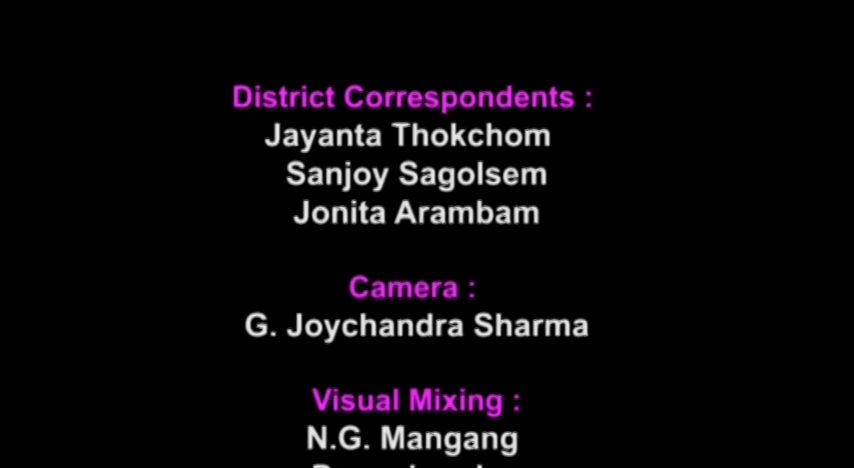 District Correspondents :
Jayanta Thokchom
Sanjoy Sagolsem
Jonita Arambam
Camera :
G. Joychandra Sharma
Visual Mixing :
N.G. Mangang